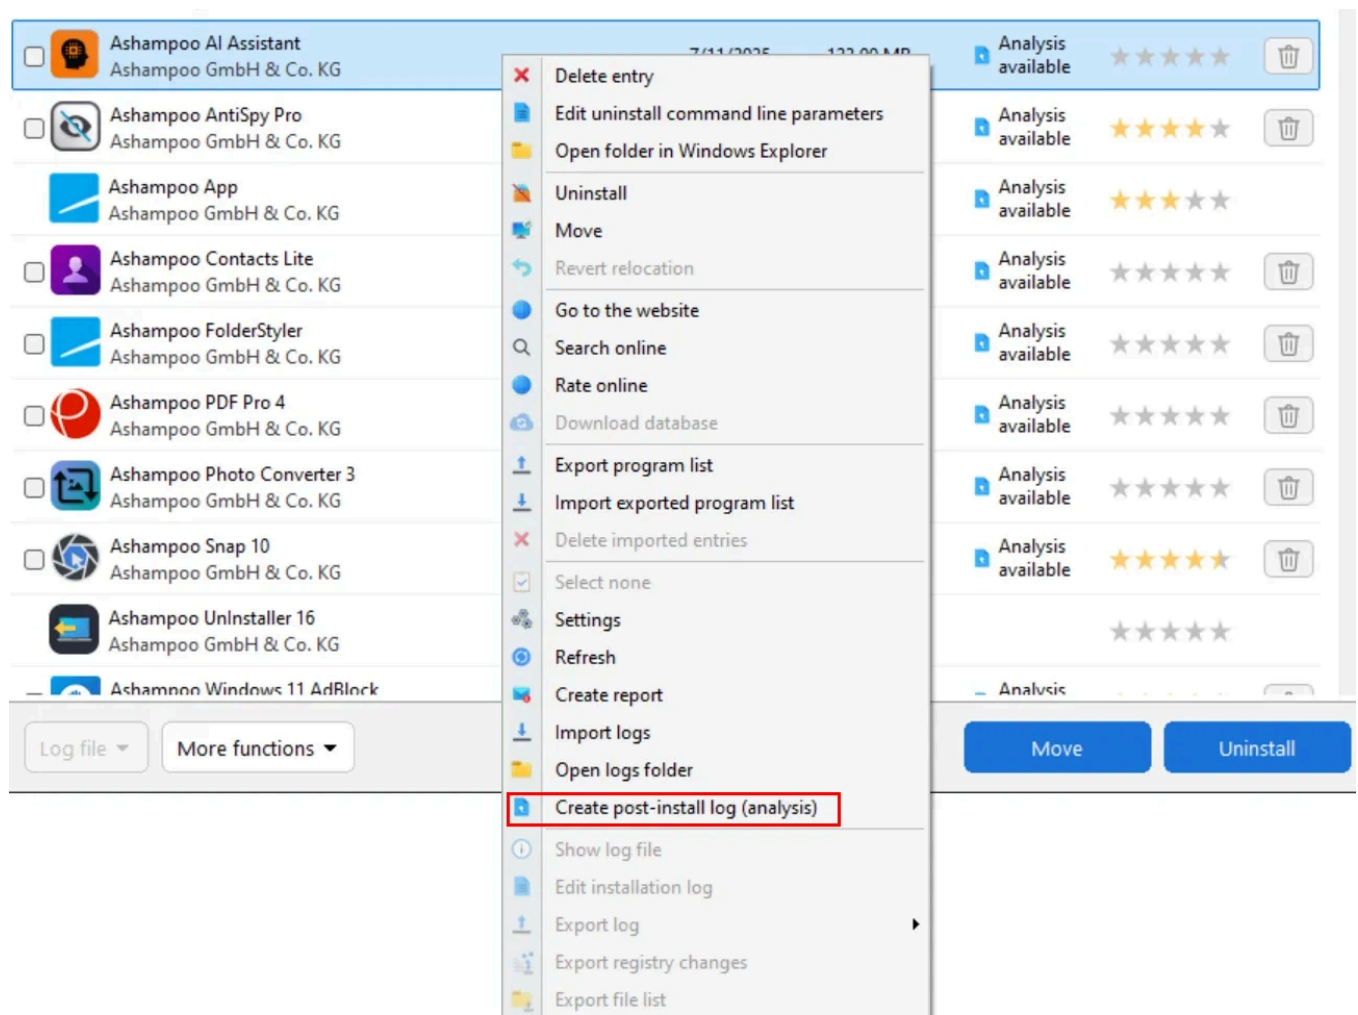 Ashampoo AI Assistant
Ashampoo GmbH & Co. KG
7/11/2025
123.00 MB
Analysis
available
Ashampoo AntiSpy Pro
Ashampoo GmbH & Co. KG
Analysis
available
Ashampoo App
Ashampoo GmbH & Co. KG
Analysis
available
Ashampoo Contacts Lite
Ashampoo GmbH & Co. KG
Analysis
available
Ashampoo FolderStyler
Ashampoo GmbH & Co. KG
Analysis
available
Ashampoo PDF Pro 4
Ashampoo GmbH & Co. KG
Analysis
available
Ashampoo Photo Converter 3
Ashampoo GmbH & Co. KG
Analysis
available
Ashampoo Snap 10
Ashampoo GmbH & Co. KG
Analysis
available
Ashampoo UnInstaller 16
Ashampoo GmbH & Co. KG
Ashampoo Windows 11 AdBlock
Analysis
Log file
More functions
Move
Uninstall
Delete entry
Edit uninstall command line parameters
Open folder in Windows Explorer
Uninstall
Move
Revert relocation
Go to the website
Search online
Rate online
Download database
Export program list
Import exported program list
Delete imported entries
Select none
Settings
Refresh
Create report
Import logs
Open logs folder
Create post-install log (analysis)
Show log file
Edit installation log
Export log
Export registry changes
Export file list